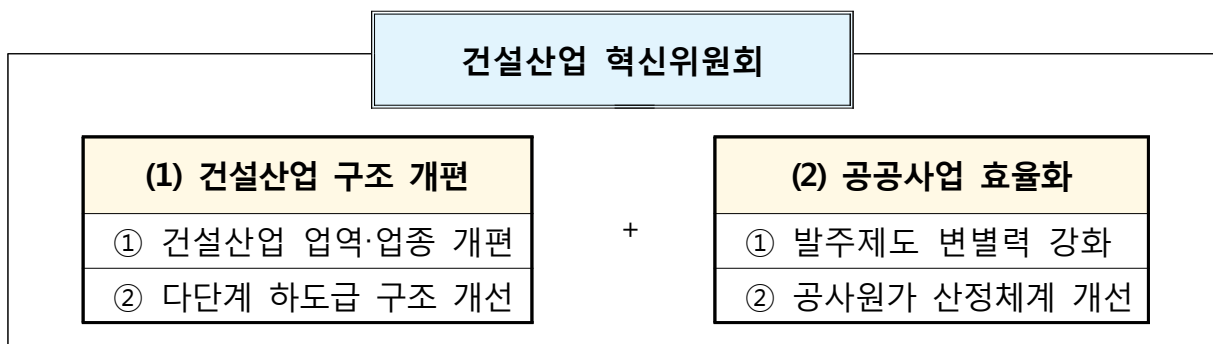 건설산업 혁신위원회
(1) 건설산업 구조 개편
① 건설산업 업역·업종 개편
② 다단계 하도급 구조 개선
+
(2) 공공사업 효율화
① 발주제도 변별력 강화
② 공사원가 산정체계 개선